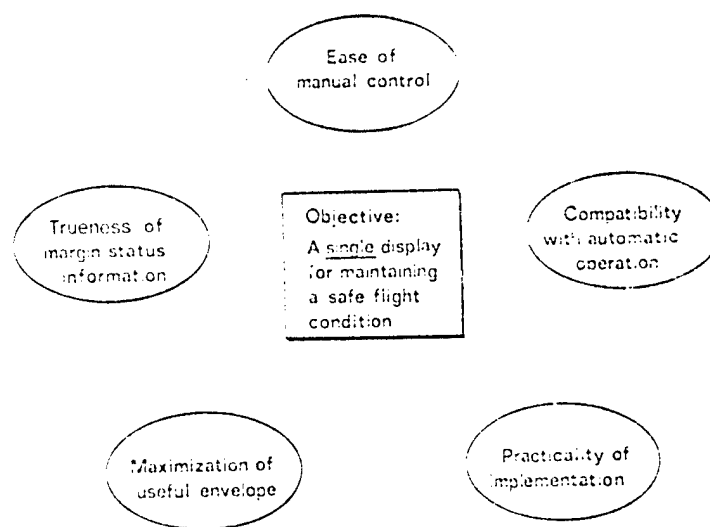 Ease of
manual control
Trueness of
margin status
information
Objective:
A single display
for maintaining
a safe flight
condition
Compatibility
with automatic
operation
Maximization of
useful envelope
Practicality of
implementation